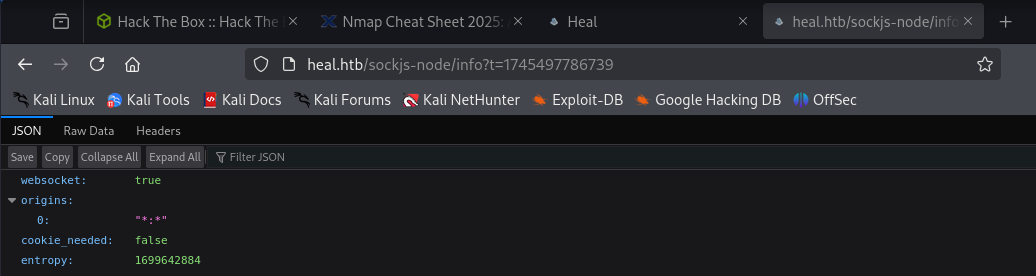 Hack The Box :: Hack The
Nmap Cheat Sheet 2025:
Heal
heal.htb/sockjs-node/info
heal.htb/sockjs-node/info?t=1745497786739
Kali Linux
Kali Tools
Kali Docs
Kali Forums
Kali NetHunter
Exploit-DB
Google Hacking DB
OffSec
JSON
Raw Data
Headers
Save
Copy
Collapse All
Expand All
Filter JSON
websocket: true
origins:
0: "*:*"
cookie_needed: false
entropy: 1699642884